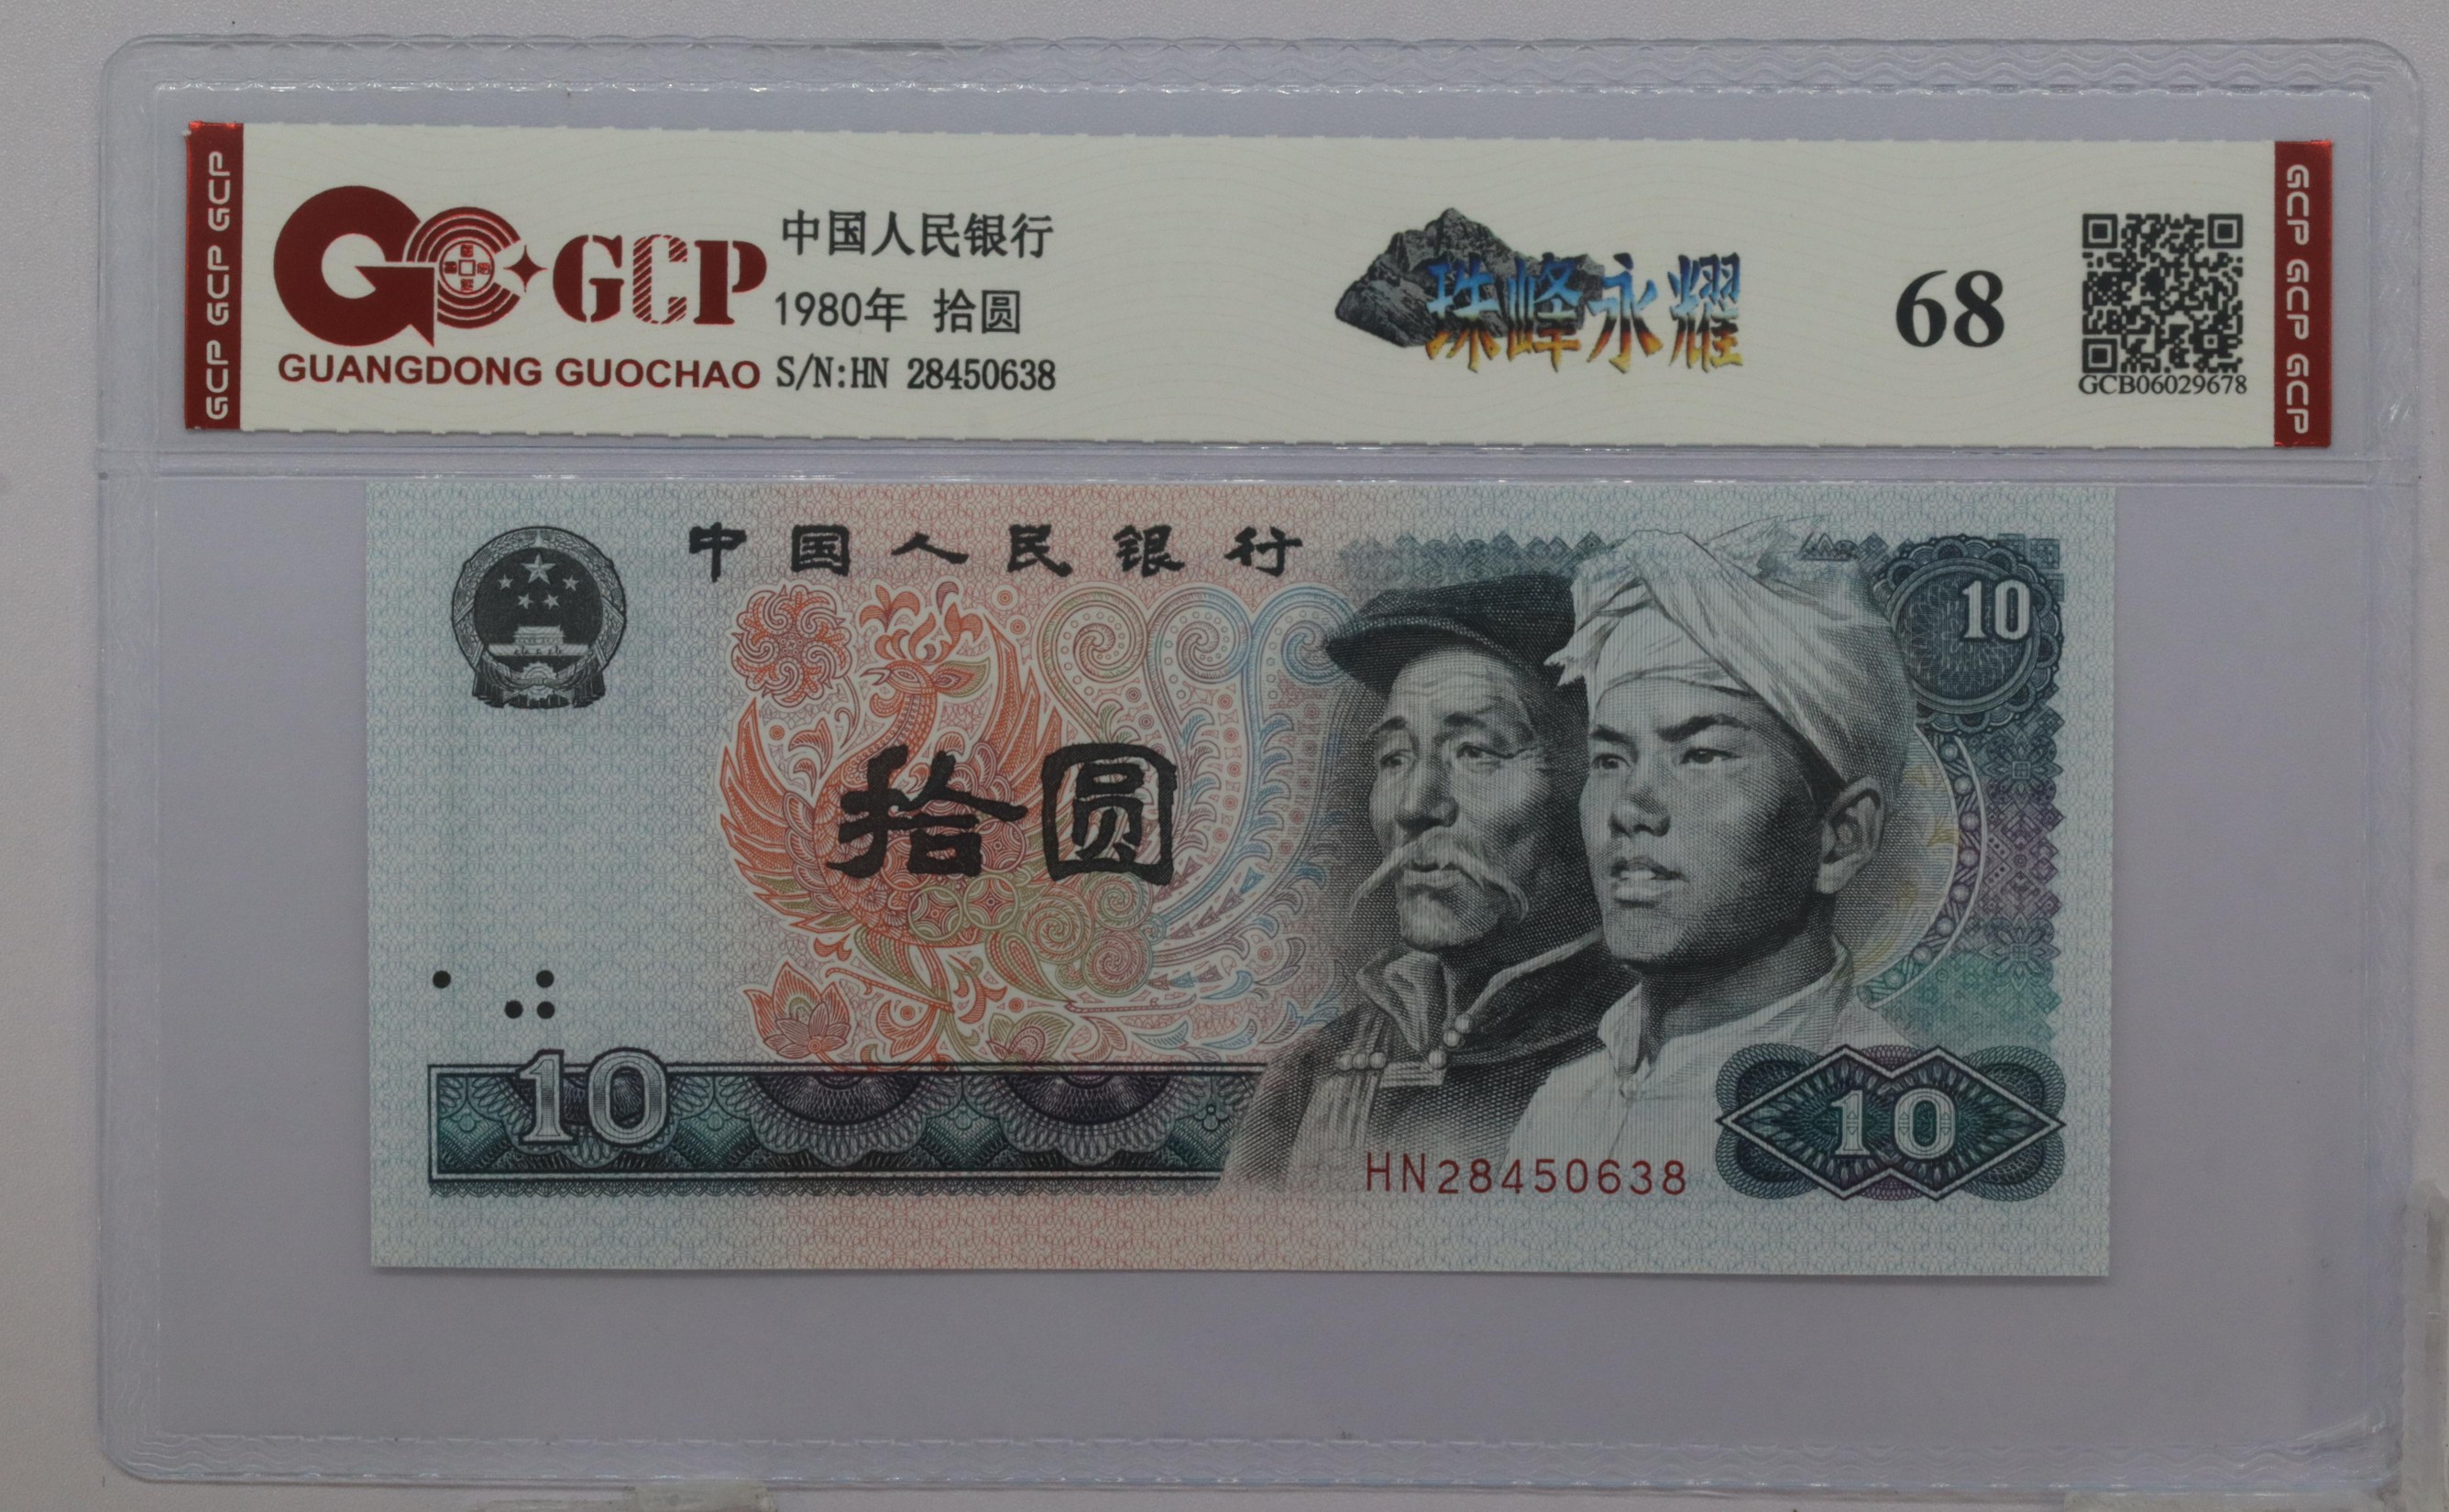 GCP GCP GCP
GCP
GUANGDONG GUOCHAO
中国人民银行
1980年 拾圆
S/N:HN 28450638
珠峰永耀
68
GCB06029678
GCP GCP GCP
中国人民银行
10
拾圆
10
HN28450638
10